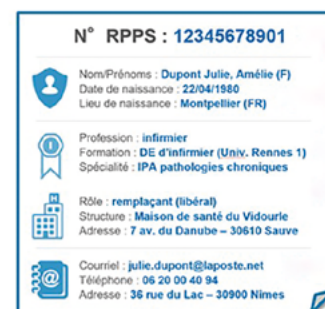 N° RPPS : 12345678901
Nom/Prénoms : Dupont Julie, Amélie (F)
Date de naissance : 22/04/1980
Lieu de naissance : Montpellier (FR)
Profession : infirmier
Formation : DE d'infirmier (Univ. Rennes 1)
Spécialité : IPA pathologies chroniques
Rôle : remplaçant (libéral)
Structure : Maison de santé du Vidourle
Adresse : 7 av. du Danube – 30610 Sauve
Courriel : julie.dupont@laposte.net
Téléphone : 06 20 00 40 94
Adresse : 36 rue du Lac – 30900 Nimes